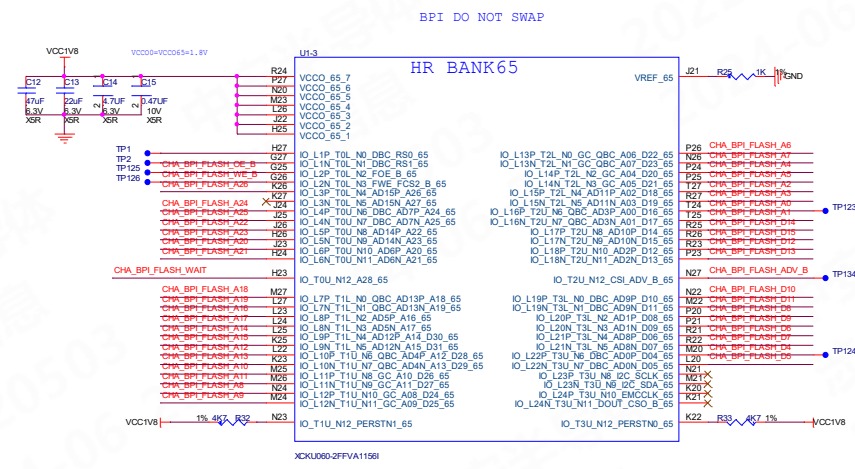 BPI DO NOT SWAP
VCC1V8
VCCO0=VCCO65=1.8V
U1-3
HR BANK65
C12
47uF
6.3V
X5R
C13
22uF
6.3V
X5R
C14
4.7UF
6.3V
X5R
2
C15
0.47UF
10V
X5R
2
R24 VCCO_65_7
P27 VCCO_65_6
N20 VCCO_65_5
M23 VCCO_65_4
L26 VCCO_65_3
J22 VCCO_65_2
H25 VCCO_65_1
VREF_65 J21 R25 1K 1% GND
TP1 H27 IO_L1P_T0L_N0_DBC_RS0_65
TP2 G27 IO_L1N_T0L_N1_DBC_RS1_65
TP125 CHA_BPI_FLASH_OE_B G25 IO_L2P_T0L_N2_FOE_B_65
TP126 CHA_BPI_FLASH_WE_B G26 IO_L2N_T0L_N3_FWE_FCS2_B_65
CHA_BPI_FLASH_A26 K26 IO_L3P_T0L_N4_AD15P_A26_65
K27 IO_L3N_T0L_N5_AD15N_A27_65
CHA_BPI_FLASH_A24 J24 IO_L4P_T0U_N6_DBC_AD7P_A24_65
CHA_BPI_FLASH_A25 J25 IO_L4N_T0U_N7_DBC_AD7N_A25_65
CHA_BPI_FLASH_A22 J26 IO_L5P_T0U_N8_AD14P_A22_65
CHA_BPI_FLASH_A23 H26 IO_L5N_T0U_N9_AD14N_A23_65
CHA_BPI_FLASH_A20 J23 IO_L6P_T0U_N10_AD6P_A20_65
CHA_BPI_FLASH_A21 H24 IO_L6N_T0U_N11_AD6N_A21_65
CHA_BPI_FLASH_WAIT H23 IO_T0U_N12_A28_65
CHA_BPI_FLASH_A18 M27 IO_L7P_T1L_N0_QBC_AD13P_A18_65
CHA_BPI_FLASH_A19 L27 IO_L7N_T1L_N1_QBC_AD13N_A19_65
CHA_BPI_FLASH_A16 L23 IO_L8P_T1L_N2_AD5P_A16_65
CHA_BPI_FLASH_A17 L24 IO_L8N_T1L_N3_AD5N_A17_65
CHA_BPI_FLASH_A14 L25 IO_L9P_T1L_N4_AD12P_A14_D30_65
CHA_BPI_FLASH_A15 K25 IO_L9N_T1L_N5_AD12N_A15_D31_65
CHA_BPI_FLASH_A12 L22 IO_L10P_T1U_N6_QBC_AD4P_A12_D28_65
CHA_BPI_FLASH_A13 K23 IO_L10N_T1U_N7_QBC_AD4N_A13_D29_65
CHA_BPI_FLASH_A10 M25 IO_L11P_T1U_N8_GC_A10_D26_65
CHA_BPI_FLASH_A11 M26 IO_L11N_T1U_N9_GC_A11_D27_65
CHA_BPI_FLASH_A8 N24 IO_L12P_T1U_N10_GC_A08_D24_65
CHA_BPI_FLASH_A9 M24 IO_L12N_T1U_N11_GC_A09_D25_65
VCC1V8 1% 4K7 R32 N23 IO_T1U_N12_PERSTN1_65
IO_L13P_T2L_N0_GC_QBC_A06_D22_65 P26 CHA_BPI_FLASH_A6
IO_L13N_T2L_N1_GC_QBC_A07_D23_65 N26 CHA_BPI_FLASH_A7
IO_L14P_T2L_N2_GC_A04_D20_65 P24 CHA_BPI_FLASH_A4
IO_L14N_T2L_N3_GC_A05_D21_65 P25 CHA_BPI_FLASH_A5
IO_L15P_T2L_N4_AD11P_A02_D18_65 T27 CHA_BPI_FLASH_A2
IO_L15N_T2L_N5_AD11N_A03_D19_65 R27 CHA_BPI_FLASH_A3
IO_L16P_T2U_N6_QBC_AD3P_A00_D16_65 T24 CHA_BPI_FLASH_A0
IO_L16N_T2U_N7_QBC_AD3N_A01_D17_65 T25 CHA_BPI_FLASH_A1 TP123
IO_L17P_T2U_N8_AD10P_D14_65 R25 CHA_BPI_FLASH_D14
IO_L17N_T2U_N9_AD10N_D15_65 R26 CHA_BPI_FLASH_D15
IO_L18P_T2U_N10_AD2P_D12_65 R23 CHA_BPI_FLASH_D12
IO_L18N_T2U_N11_AD2N_D13_65 P23 CHA_BPI_FLASH_D13
IO_T2U_N12_CSI_ADV_B_65 N27 CHA_BPI_FLASH_ADV_B TP134
IO_L19P_T3L_N0_DBC_AD9P_D10_65 N22 CHA_BPI_FLASH_D10
IO_L19N_T3L_N1_DBC_AD9N_D11_65 M22 CHA_BPI_FLASH_D11
IO_L20P_T3L_N2_AD1P_D08_65 P20 CHA_BPI_FLASH_D8
IO_L20N_T3L_N3_AD1N_D09_65 P21 CHA_BPI_FLASH_D9
IO_L21P_T3L_N4_AD8P_D06_65 R21 CHA_BPI_FLASH_D6
IO_L21N_T3L_N5_AD8N_D07_65 R22 CHA_BPI_FLASH_D7
IO_L22P_T3U_N6_DBC_AD0P_D04_65 M20 CHA_BPI_FLASH_D4
IO_L22N_T3U_N7_DBC_AD0N_D05_65 L20 CHA_BPI_FLASH_D5 TP124
IO_L23P_T3U_N8_I2C_SCLK_65 N21
IO_L23N_T3U_N9_I2C_SDA_65 M21
IO_L24P_T3U_N10_EMCCLK_65 K20
IO_L24N_T3U_N11_DOUT_CSO_B_65 K21
IO_T3U_N12_PERSTN0_65 K22 R33 4K7 1% VCC1V8
XCKU060-2FFVA1156I